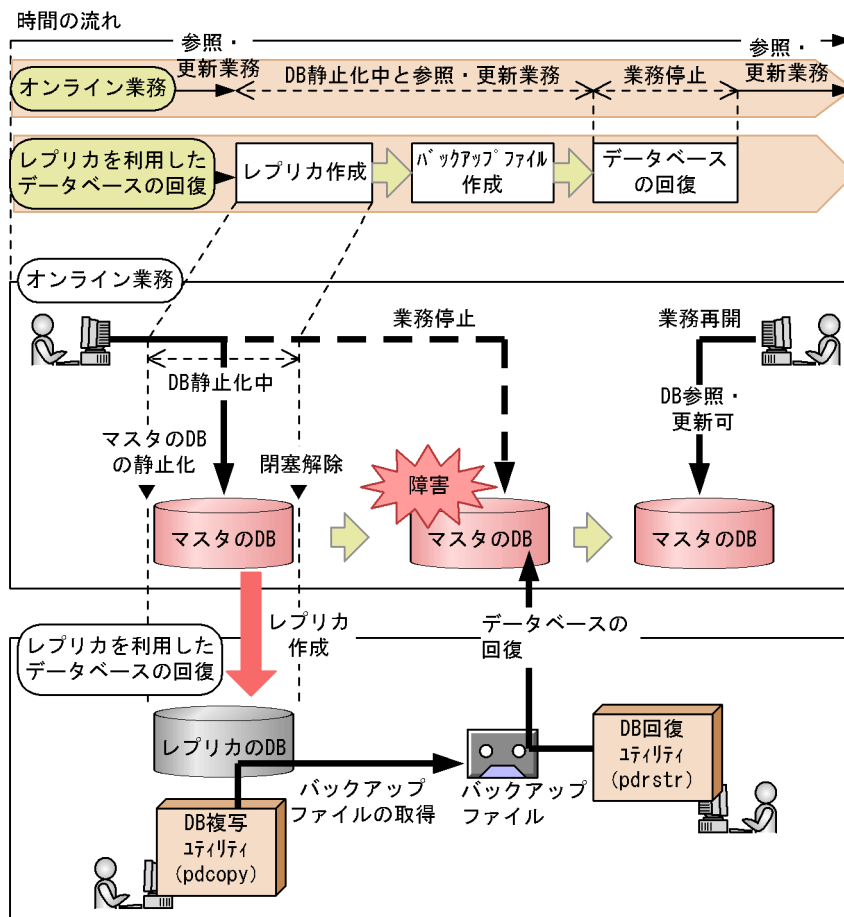 時間の流れ
参照・
更新業務
DB静止化中と参照・更新業務
業務停止
参照・
更新業務
オンライン業務
レプリカを利用した
データベースの回復
レプリカ作成
バックアップファイル
作成
データベース
の回復
オンライン業務
業務停止
業務再開
DB静止化中
DB参照・
更新可
マスタのDB
の静止化
閉塞解除
障害
マスタのDB
マスタのDB
マスタのDB
レプリカを利用した
データベースの回復
レプリカ
作成
データベースの
回復
レプリカのDB
DB回復
ユティリティ
(pdrstr)
バックアップ
ファイルの取得
バックアップ
ファイル
DB複写
ユティリティ
(pdcopy)